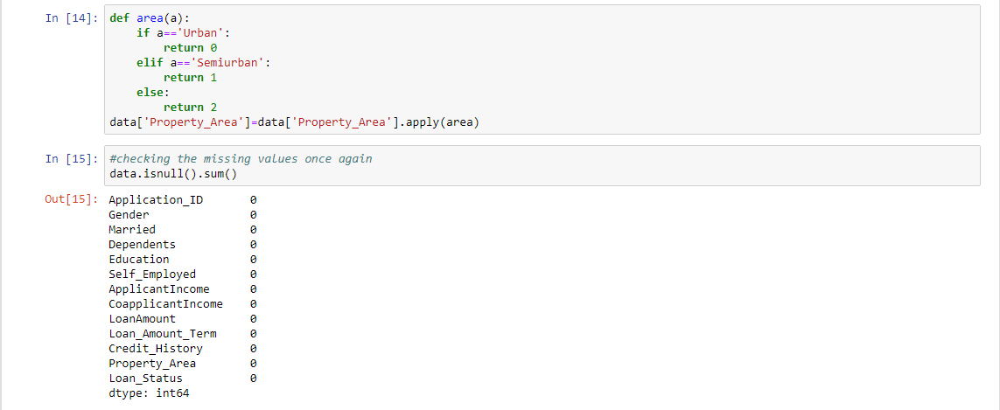 In [14]: def area(a):
    if a=='Urban':
        return 0
    elif a=='Semiurban':
        return 1
    else:
        return 2
data['Property_Area']=data['Property_Area'].apply(area)
In [15]: #checking the missing values once again
data.isnull().sum()
Out[15]: Application_ID 0
Gender 0
Married 0
Dependents 0
Education 0
Self_Employed 0
ApplicantIncome 0
CoapplicantIncome 0
LoanAmount 0
Loan_Amount_Term 0
Credit_History 0
Property_Area 0
Loan_Status 0
dtype: int64